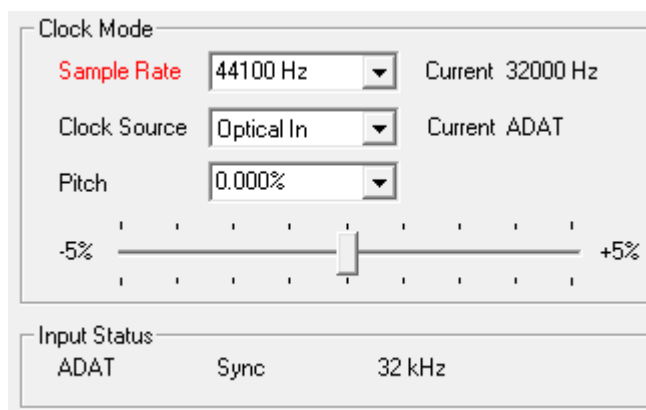 Clock Mode
Sample Rate 44100 Hz Current 32000 Hz
Clock Source Optical In Current ADAT
Pitch 0.000%
-5% +5%
Input Status
ADAT Sync 32 kHz